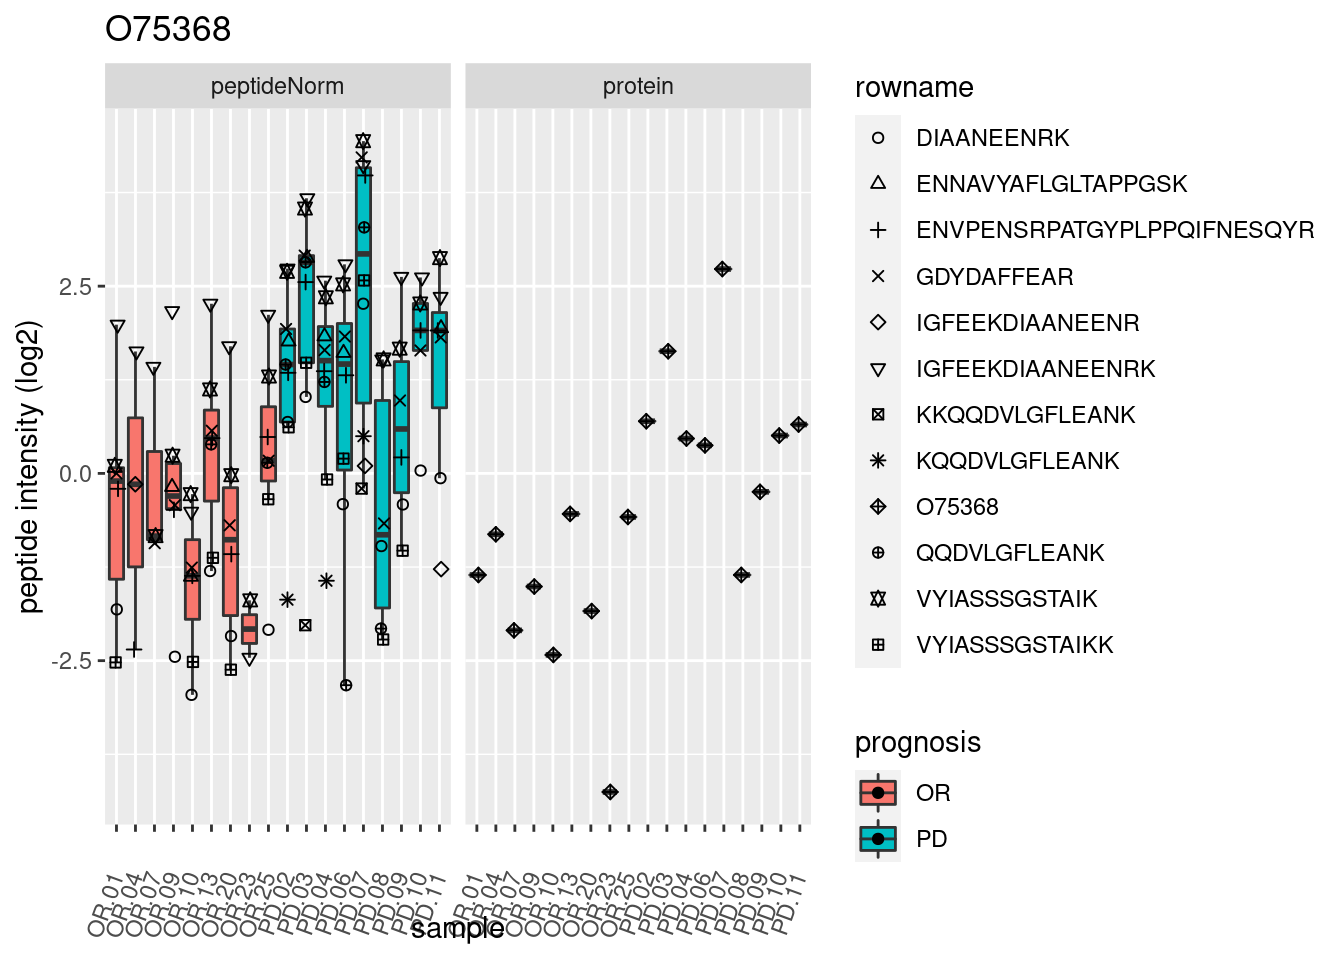 O75368
peptideNorm
protein
peptide intensity (log2)
2.5
0.0
-2.5
OR.01
OR.04
OR.07
OR.09
OR.10
OR.13
OR.20
OR.23
OR.25
PD.02
PD.03
PD.04
PD.06
PD.07
PD.08
PD.09
PD.10
PD.11
OR.01
OR.04
OR.07
OR.09
OR.10
OR.13
OR.20
OR.23
OR.25
PD.02
PD.03
PD.04
PD.06
PD.07
PD.08
PD.09
PD.10
PD.11
sample
rowname
DIAANEENRK
ENNAVYAFLGLTAPPGSK
ENVPENSRPATGYPLPPQIFNESQYR
GDYDAFFEAR
IGFEEKDIAANEENR
IGFEEKDIAANEENRK
KKQQDVLGFLEANK
KQQDVLGFLEANK
O75368
QQDVLGFLEANK
VYIASSSGSTAIK
VYIASSSGSTAIKK
prognosis
OR
PD